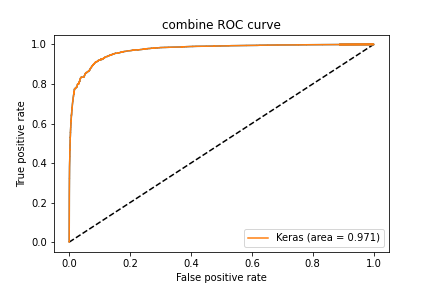 combine ROC curve
True positive rate
1.0
0.8
0.6
0.4
0.2
0.0
Keras (area = 0.971)
0.0 0.2 0.4 0.6 0.8 1.0
False positive rate